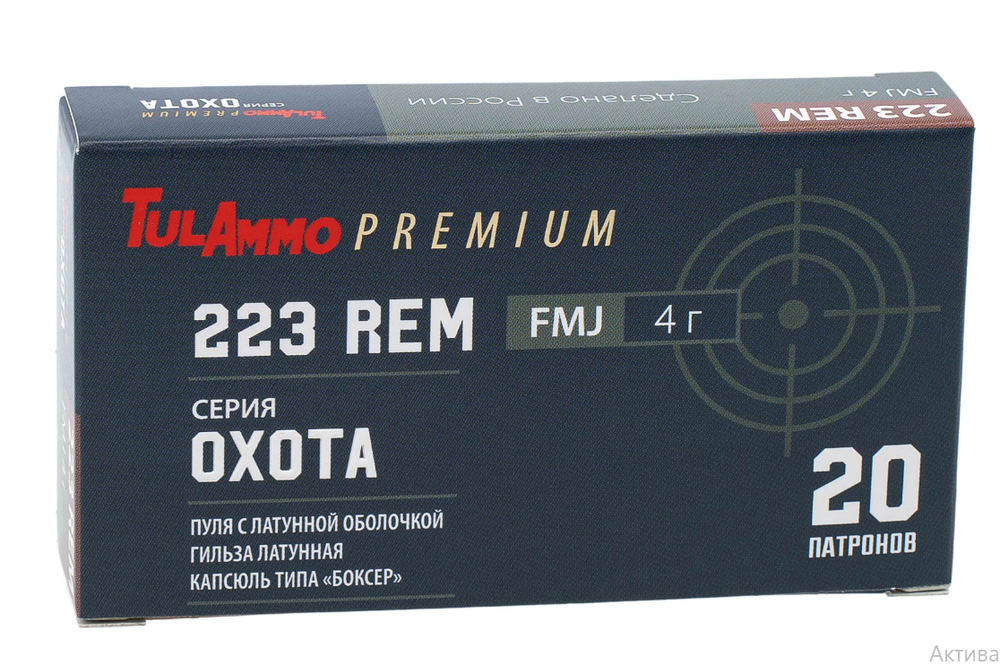 TULAMMO PREMIUM
СЕРИЯ ОХОТА
Сделано в России
FMJ 4 г
223 REM
TULAMMO PREMIUM
223 REM
FMJ 4 г
СЕРИЯ
ОХОТА
ПУЛЯ С ЛАТУННОЙ ОБОЛОЧКОЙ
ГИЛЬЗА ЛАТУННАЯ
КАПСЮЛЬ ТИПА «БОКСЕР»
20
ПАТРОНОВ
Актива